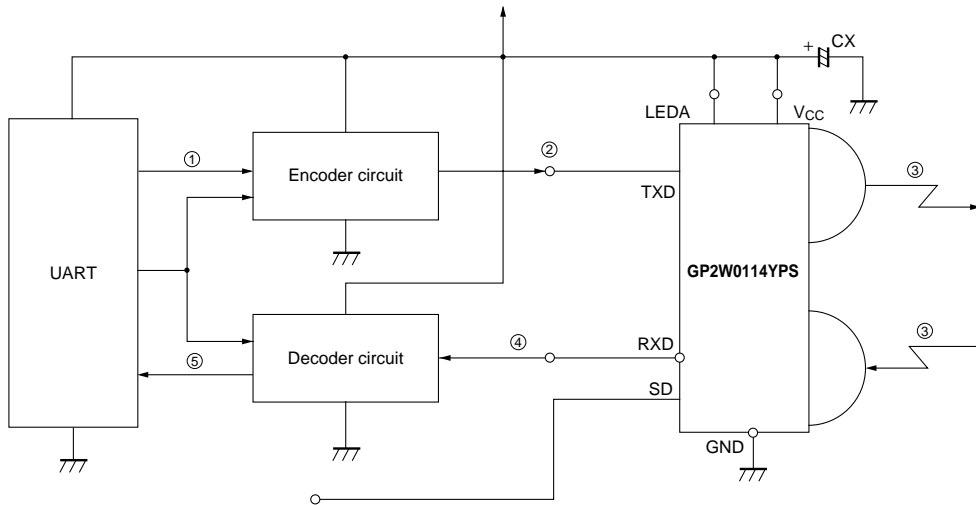 + CX
LEDA VCC
① ② ③
Encoder circuit
TXD
UART
GP2W0114YPS
③
RXD
④
Decoder circuit
⑤
SD
GND